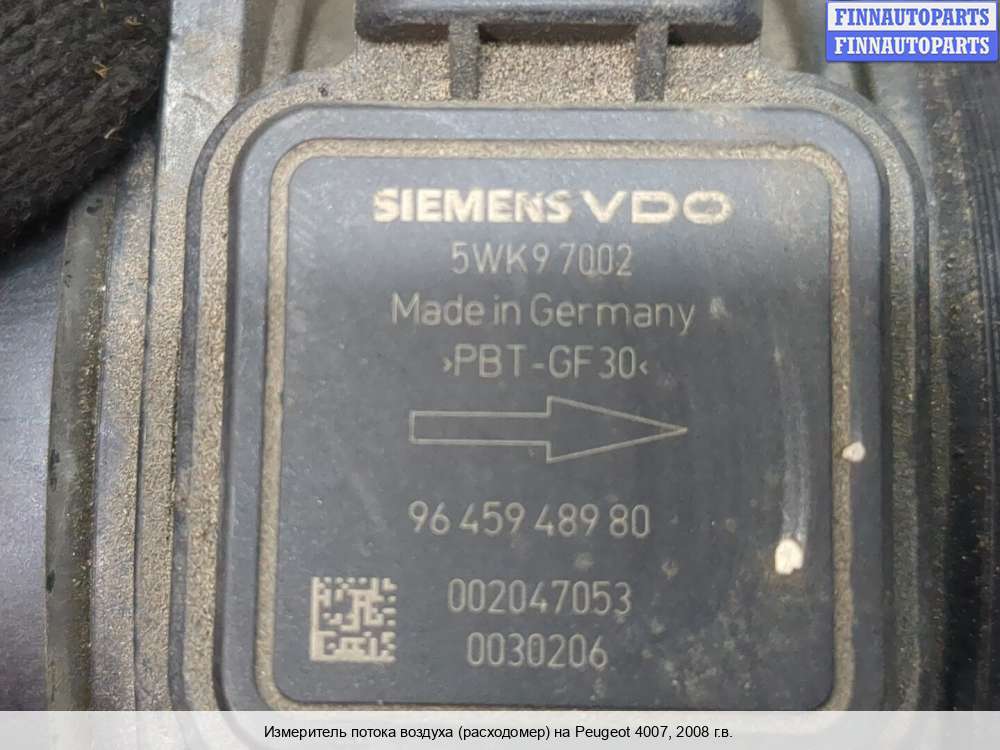 FINNAUTOPARTS
FINNAUTOPARTS
SIEMENS VDO
5WK9 7002
Made in Germany
›PBT-GF30‹
96 459 489 80
002047053
0030206
Измеритель потока воздуха (расходомер) на Peugeot 4007, 2008 г.в.